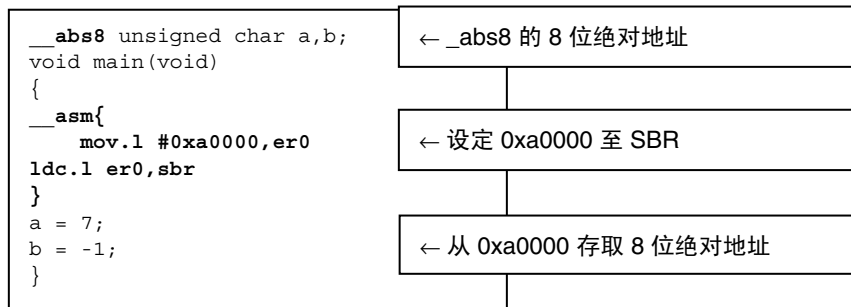 __abs8 unsigned char a,b;
← _abs8 的 8 位绝对地址
void main(void)
{
__asm{
mov.l #0xa0000,er0
← 设定 0xa0000 至 SBR
ldc.l er0,sbr
}
a = 7;
b = -1;
← 从 0xa0000 存取 8 位绝对地址
}